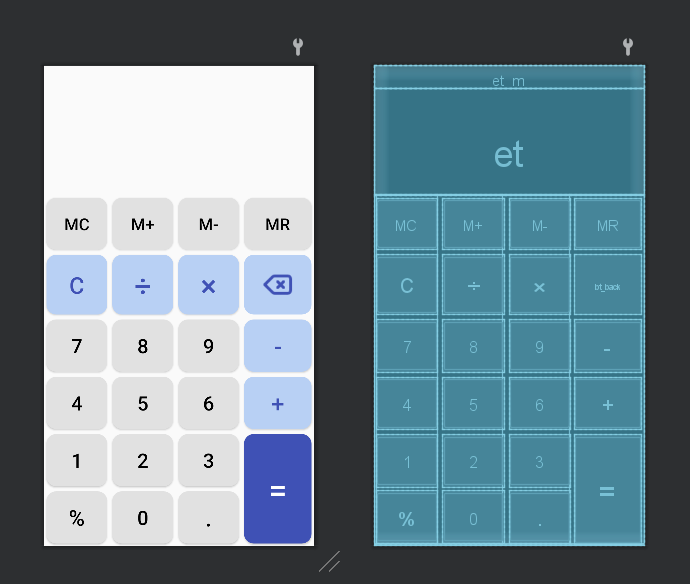 MC M+ M- MR
C ÷ ×
7 8 9 -
4 5 6 +
1 2 3
=
% 0 .
et_m
et
MC M+ M- MR
C ÷ × bt_back
7 8 9 -
4 5 6 +
1 2 3
=
% 0 .